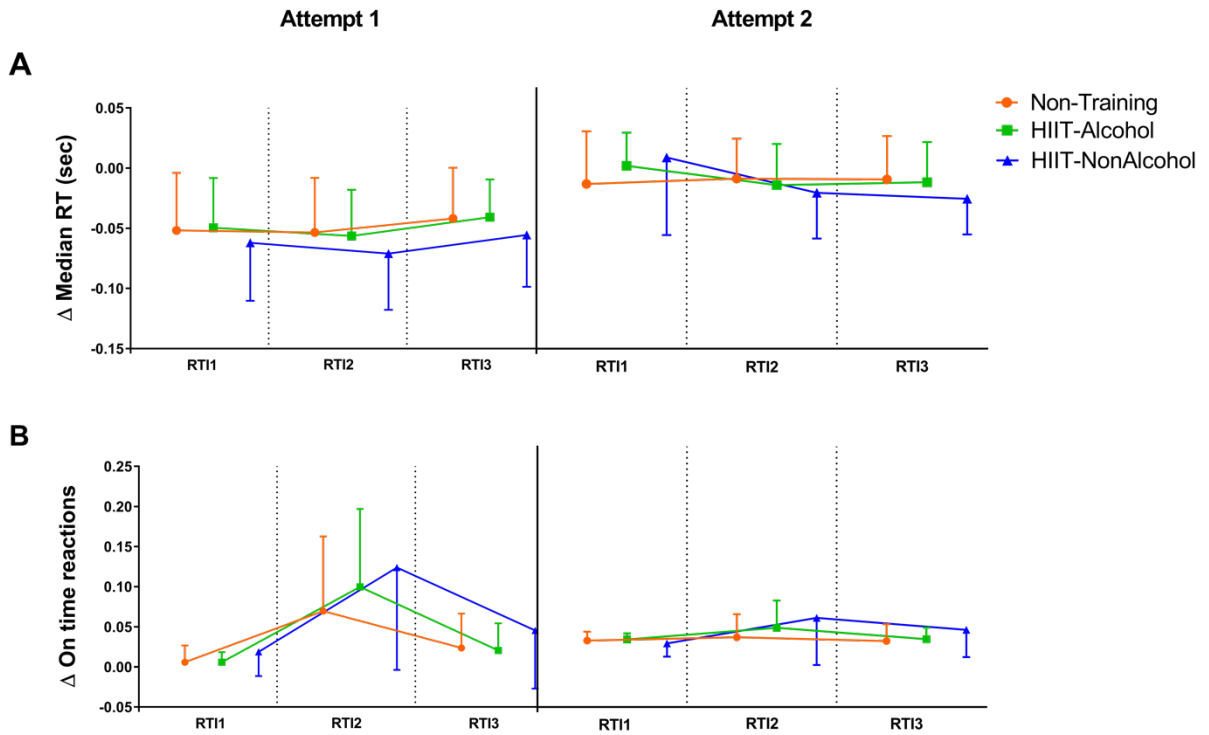 Attempt 1
Attempt 2
A
Δ Median RT (sec)
0.05
0.00
-0.05
-0.10
-0.15
RTI1
RTI2
RTI3
RTI1
RTI2
RTI3
Non-Training
HIIT-Alcohol
HIIT-NonAlcohol
B
Δ On time reactions
0.25
0.20
0.15
0.10
0.05
0.00
-0.05
RTI1
RTI2
RTI3
RTI1
RTI2
RTI3